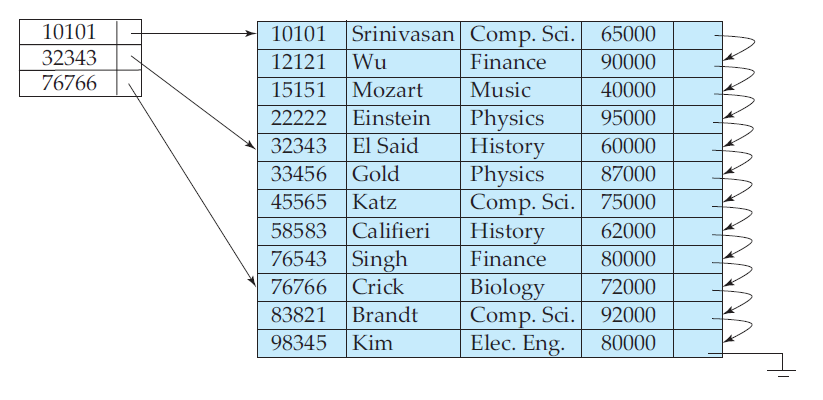 10101
32343
76766
10101 Srinivasan Comp. Sci. 65000
12121 Wu Finance 90000
15151 Mozart Music 40000
22222 Einstein Physics 95000
32343 El Said History 60000
33456 Gold Physics 87000
45565 Katz Comp. Sci. 75000
58583 Califieri History 62000
76543 Singh Finance 80000
76766 Crick Biology 72000
83821 Brandt Comp. Sci. 92000
98345 Kim Elec. Eng. 80000